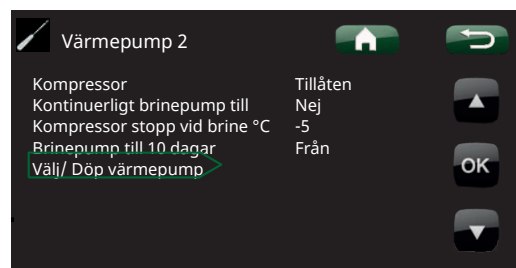 Värmepump 2
Kompressor Tillåten
Kontinuerligt brinepump till Nej
Kompressor stopp vid brine °C -5
Brinepump till 10 dagar Från
Välj/ Döp värmepump
OK